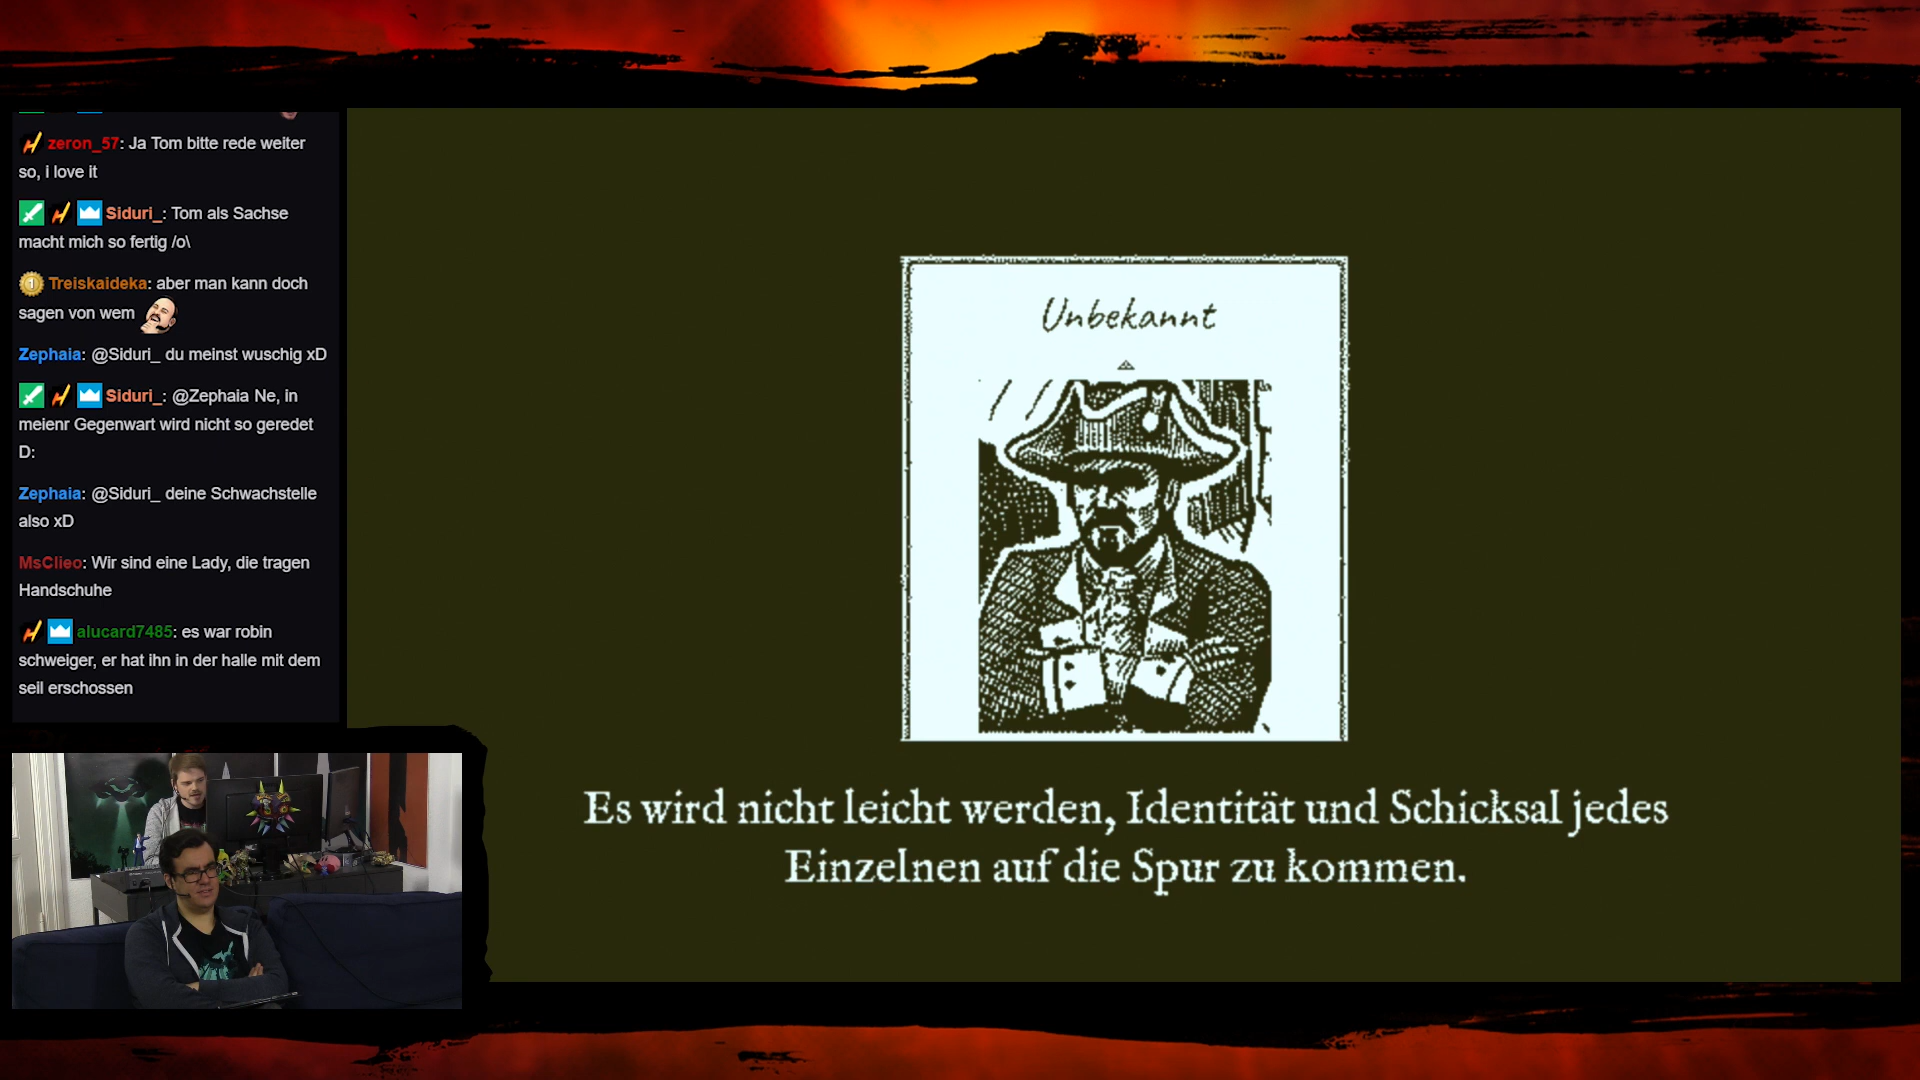 zeron_57: Ja Tom bitte rede weiter
so, i love it
Siduri_: Tom als Sachse
macht mich so fertig /o\
Treiskaideka: aber man kann doch
sagen von wem
Zephaia: @Siduri_ du meinst wuschig xD
Siduri_: @Zephaia Ne, in
meienr Gegenwart wird nicht so geredet
D:
Zephaia: @Siduri_ deine Schwachstelle
also xD
MsClieo: Wir sind eine Lady, die tragen
Handschuhe
alucard7485: es war robin
schweiger, er hat ihn in der halle mit dem
seil erschossen
Unbekannt
Es wird nicht leicht werden, Identität und Schicksal jedes
Einzelnen auf die Spur zu kommen.